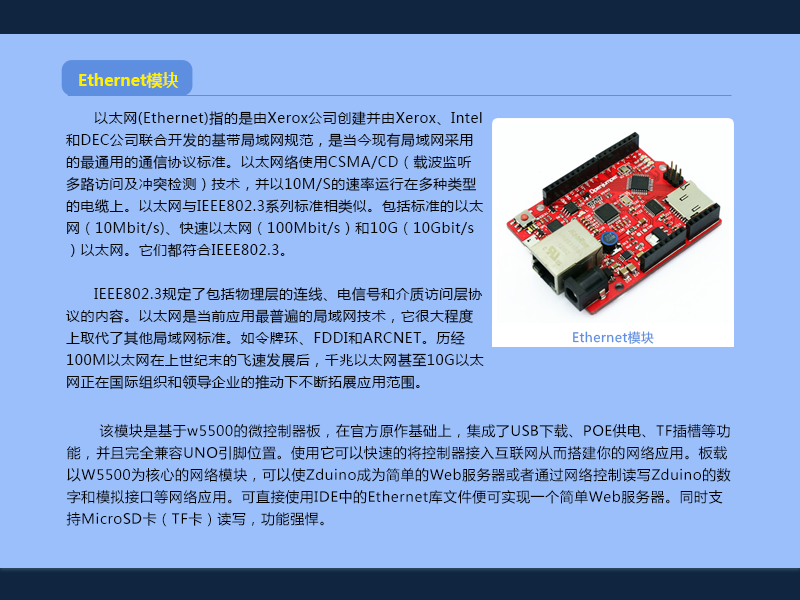 Ethernet模块
以太网(Ethernet)指的是由Xerox公司创建并由Xerox、Intel
和DEC公司联合开发的基带局域网规范，是当今现有局域网采用
的最通用的通信协议标准。以太网络使用CSMA/CD（载波监听
多路访问及冲突检测）技术，并以10M/S的速率运行在多种类型
的电缆上。以太网与IEEE802.3系列标准相类似。包括标准的以太
网（10Mbit/s)、快速以太网（100Mbit/s）和10G（10Gbit/s
）以太网。它们都符合IEEE802.3。
IEEE802.3规定了包括物理层的连线、电信号和介质访问层协
议的内容。以太网是当前应用最普遍的局域网技术，它很大程度
上取代了其他局域网标准。如令牌环、FDDI和ARCNET。历经
100M以太网在上世纪末的飞速发展后，千兆以太网甚至10G以太
网正在国际组织和领导企业的推动下不断拓展应用范围。
Ethernet模块
该模块是基于w5500的微控制器板，在官方原作基础上，集成了USB下载、POE供电、TF插槽等功
能，并且完全兼容UNO引脚位置。使用它可以快速的将控制器接入互联网从而搭建你的网络应用。板载
以W5500为核心的网络模块，可以使Zduino成为简单的Web服务器或者通过网络控制读写Zduino的数
字和模拟接口等网络应用。可直接使用IDE中的Ethernet库文件便可实现一个简单Web服务器。同时支
持MicroSD卡（TF卡）读写，功能强悍。